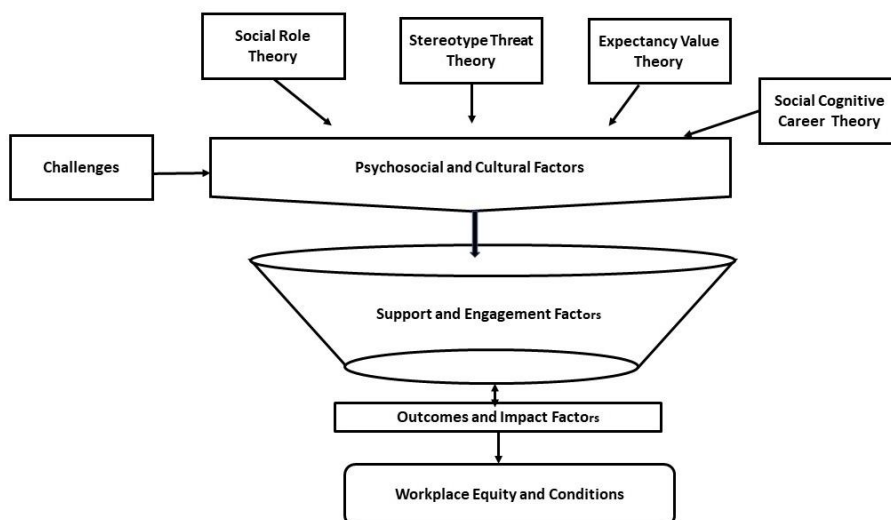 Social Role
Theory
Stereotype Threat
Theory
Expectancy Value
Theory
Social Cognitive
Career Theory
Challenges
Psychosocial and Cultural Factors
Support and Engagement Factors
Outcomes and Impact Factors
Workplace Equity and Conditions